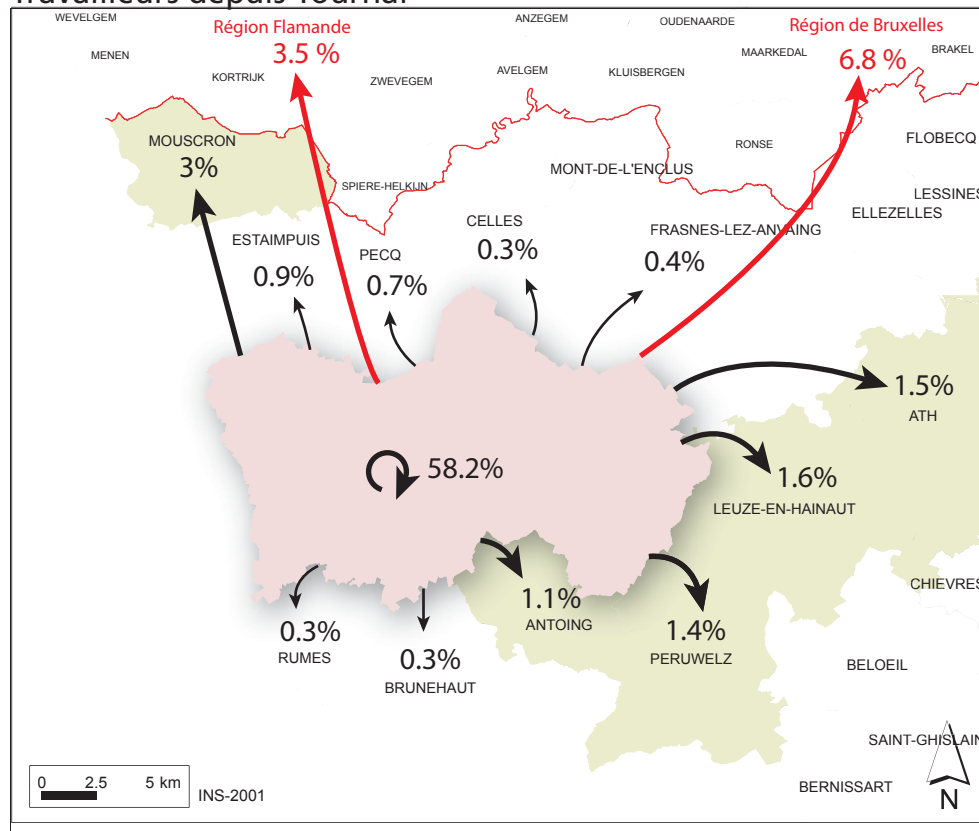 Travailleurs depuis Tournai
WEVELGEM
ANZEGEM
OUDENAARDE
Région Flamande
3.5 %
Région de Bruxelles
6.8 %
MENEN
KORTRIJK
ZWEVEGEM
AVELGEM
KLUISBERGEN
MAARKEDAL
BRAKEL
MOUSCRON
3%
SPIERE-HELKIJN
MONT-DE-L'ENCLUS
RONSE
FLOBECQ
LESSINES
ELLEZELLES
ESTAIMPUIS
0.9%
PECQ
0.7%
CELLES
0.3%
FRASNES-LEZ-ANVAING
0.4%
1.5%
ATH
58.2%
1.6%
LEUZE-EN-HAINAUT
CHIEVRES
1.1%
ANTOING
1.4%
PERUWELZ
0.3%
RUMES
0.3%
BRUNEHAUT
BELOEIL
SAINT-GHISLAIN
BERNISSART
0 2.5 5 km
INS-2001
N